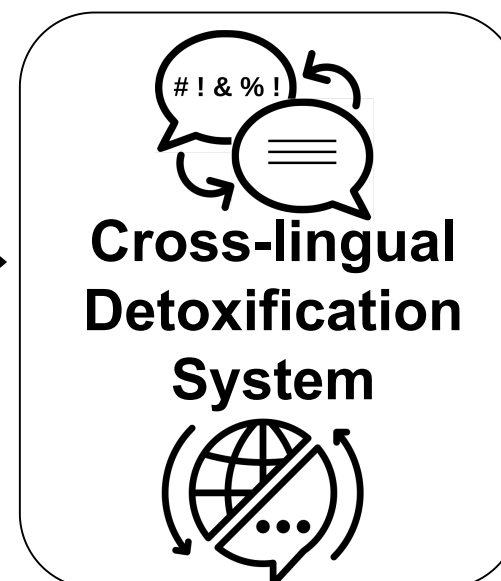 # ! & % !
Cross-lingual
Detoxification
System